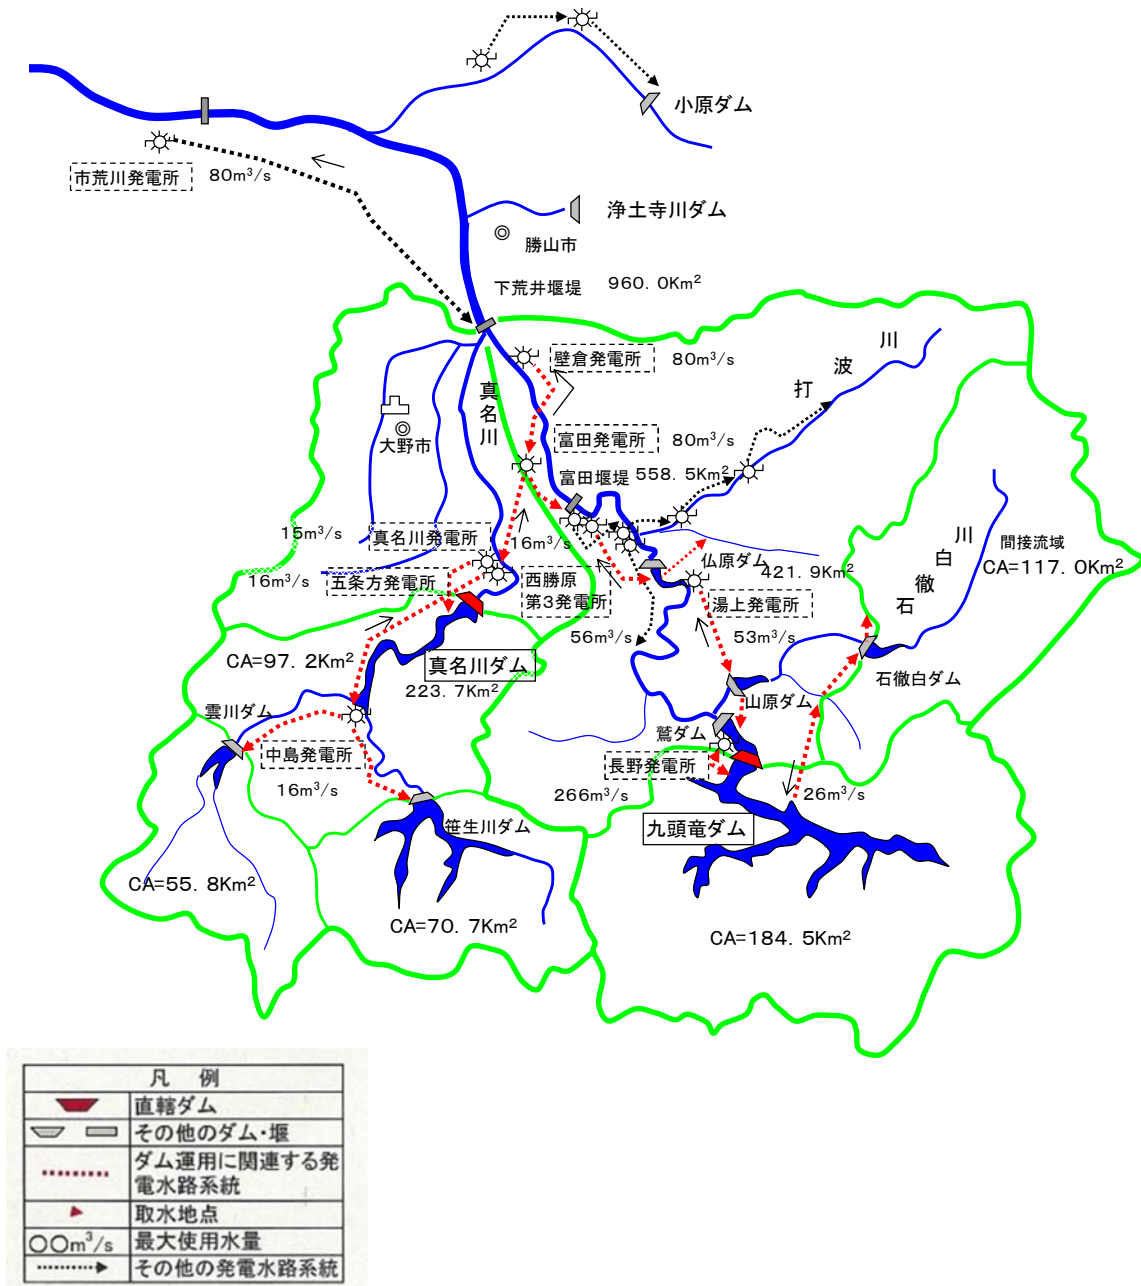 小原ダム
市荒川発電所
80m³/s
浄土寺川ダム
勝山市
下荒井堰堤
960.0Km²
壁倉発電所
80m³/s
打波川
真名川
大野市
富田発電所
80m³/s
富田堰堤
558.5Km²
15m³/s
真名川発電所
16m³/s
16m³/s
五条方発電所
西勝原
第3発電所
仏原ダム
421.9Km²
石徹白川
間接流域
CA=117.0Km²
湯上発電所
56m³/s
53m³/s
CA=97.2Km²
真名川ダム
223.7Km²
石徹白ダム
山原ダム
雲川ダム
鷲ダム
中島発電所
長野発電所
16m³/s
266m³/s
26m³/s
笹生川ダム
九頭竜ダム
CA=55.8Km²
CA=70.7Km²
CA=184.5Km²
凡 例
直轄ダム
その他のダム・堰
ダム運用に関連する発
電水路系統
取水地点
○○m³/s
最大使用水量
その他の発電水路系統